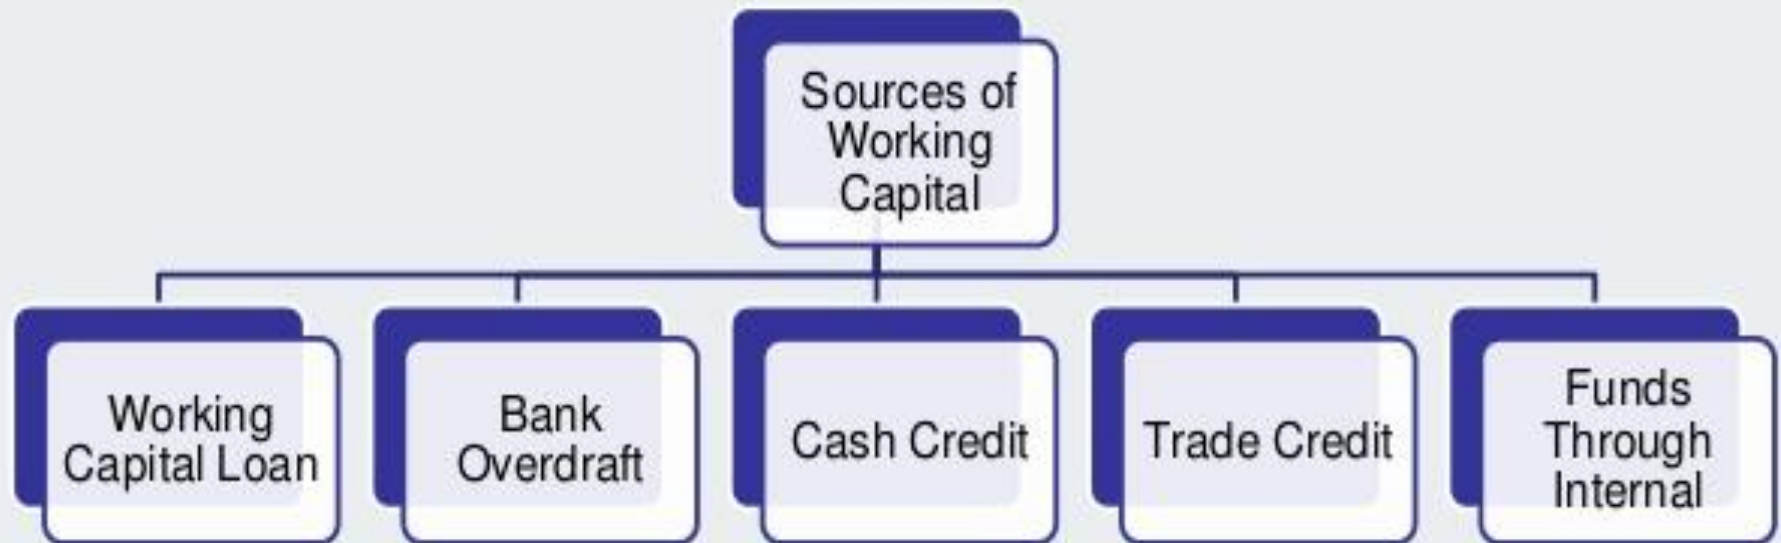 Sources of
Working
Capital
Working
Capital Loan
Bank
Overdraft
Cash Credit
Trade Credit
Funds
Through
Internal